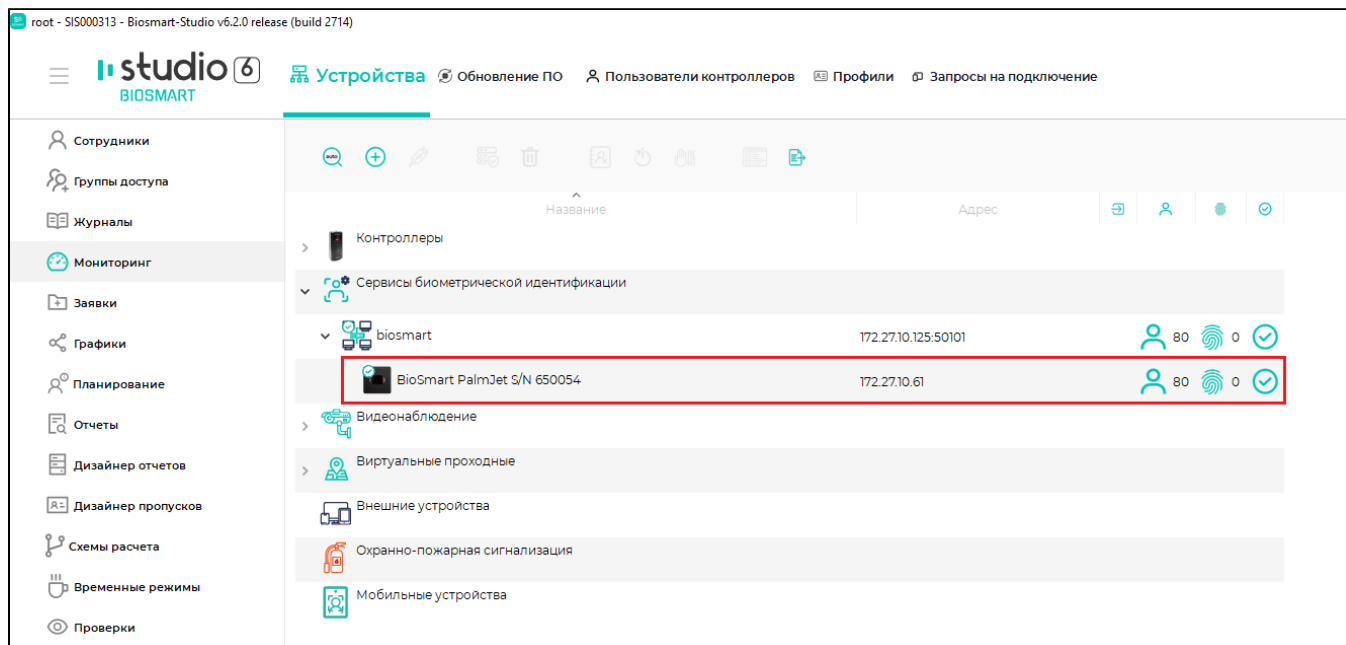 root - SIS000313 - Biosmart-Studio v6.2.0 release (build 2714)
studio 6
BIOSMART
Устройства Обновление ПО Пользователи контроллеров Профили Запросы на подключение
Сотрудники
Группы доступа
Журналы
Мониторинг
Заявки
Графики
Планирование
Отчеты
Дизайнер отчетов
Дизайнер пропусков
Схемы расчета
Временные режимы
Проверки
auto
Название Адрес
Контроллеры
Сервисы биометрической идентификации
biosmart 172.27.10.125:50101 80 0
BioSmart PalmJet S/N 650054 172.27.10.61 80 0
Видеонаблюдение
Виртуальные проходные
Внешние устройства
Охранно-пожарная сигнализация
Мобильные устройства